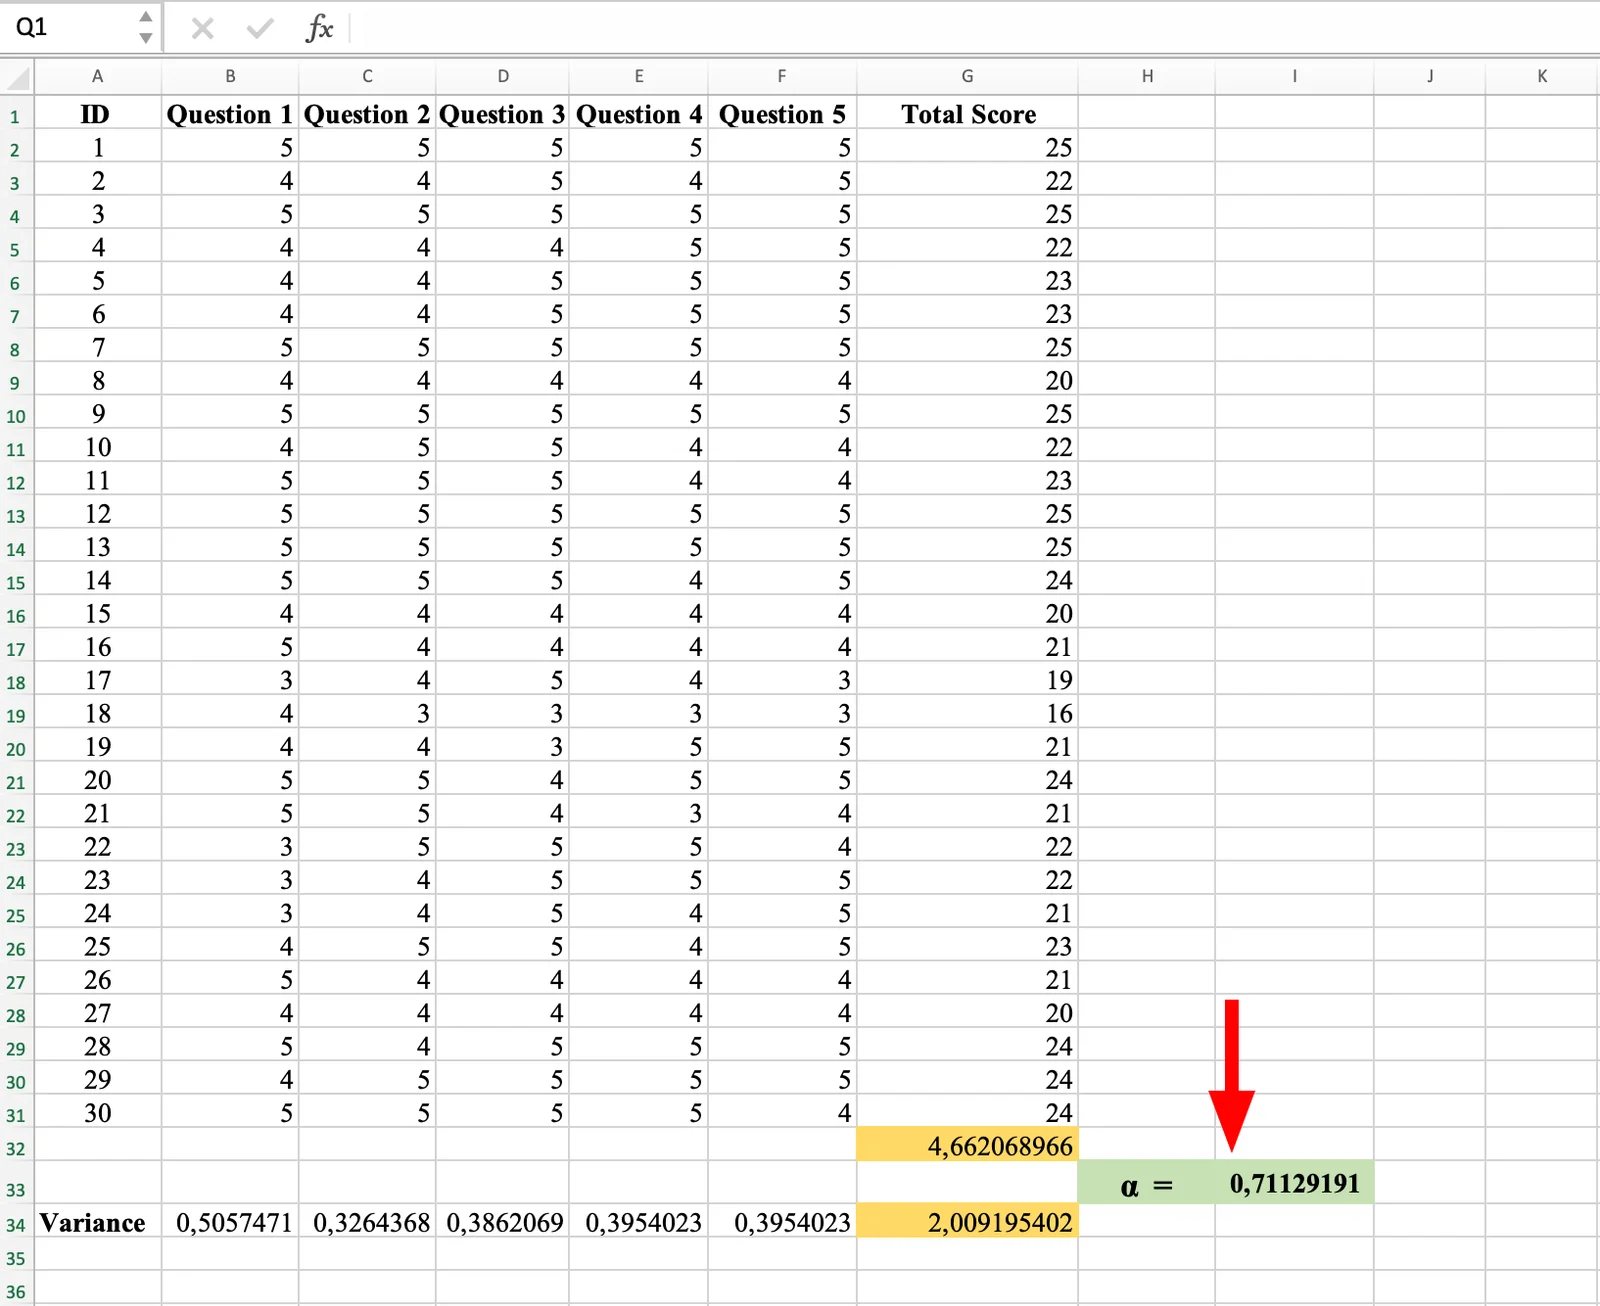 Q1 fx
A B C D E F G H I J K
1 ID Question 1 Question 2 Question 3 Question 4 Question 5 Total Score
2 1 5 5 5 5 5 25
3 2 4 4 5 4 5 22
4 3 5 5 5 5 5 25
5 4 4 4 4 5 5 22
6 5 4 4 5 5 5 23
7 6 4 4 5 5 5 23
8 7 5 5 5 5 5 25
9 8 4 4 4 4 4 20
10 9 5 5 5 5 5 25
11 10 4 5 5 4 4 22
12 11 5 5 5 4 4 23
13 12 5 5 5 5 5 25
14 13 5 5 5 5 5 25
15 14 5 5 5 4 5 24
16 15 4 4 4 4 4 20
17 16 5 4 4 4 4 21
18 17 3 4 5 4 3 19
19 18 4 3 3 3 3 16
20 19 4 4 3 5 5 21
21 20 5 5 4 5 5 24
22 21 5 5 4 3 4 21
23 22 3 5 5 5 4 22
24 23 3 4 5 5 5 22
25 24 3 4 5 4 5 21
26 25 4 5 5 4 5 23
27 26 5 4 4 4 4 21
28 27 4 4 4 4 4 20
29 28 5 4 5 5 5 24
30 29 4 5 5 5 5 24
31 30 5 5 5 5 4 24
32 4,662068966
33 α = 0,71129191
34 Variance 0,5057471 0,3264368 0,3862069 0,3954023 0,3954023 2,009195402
35
36